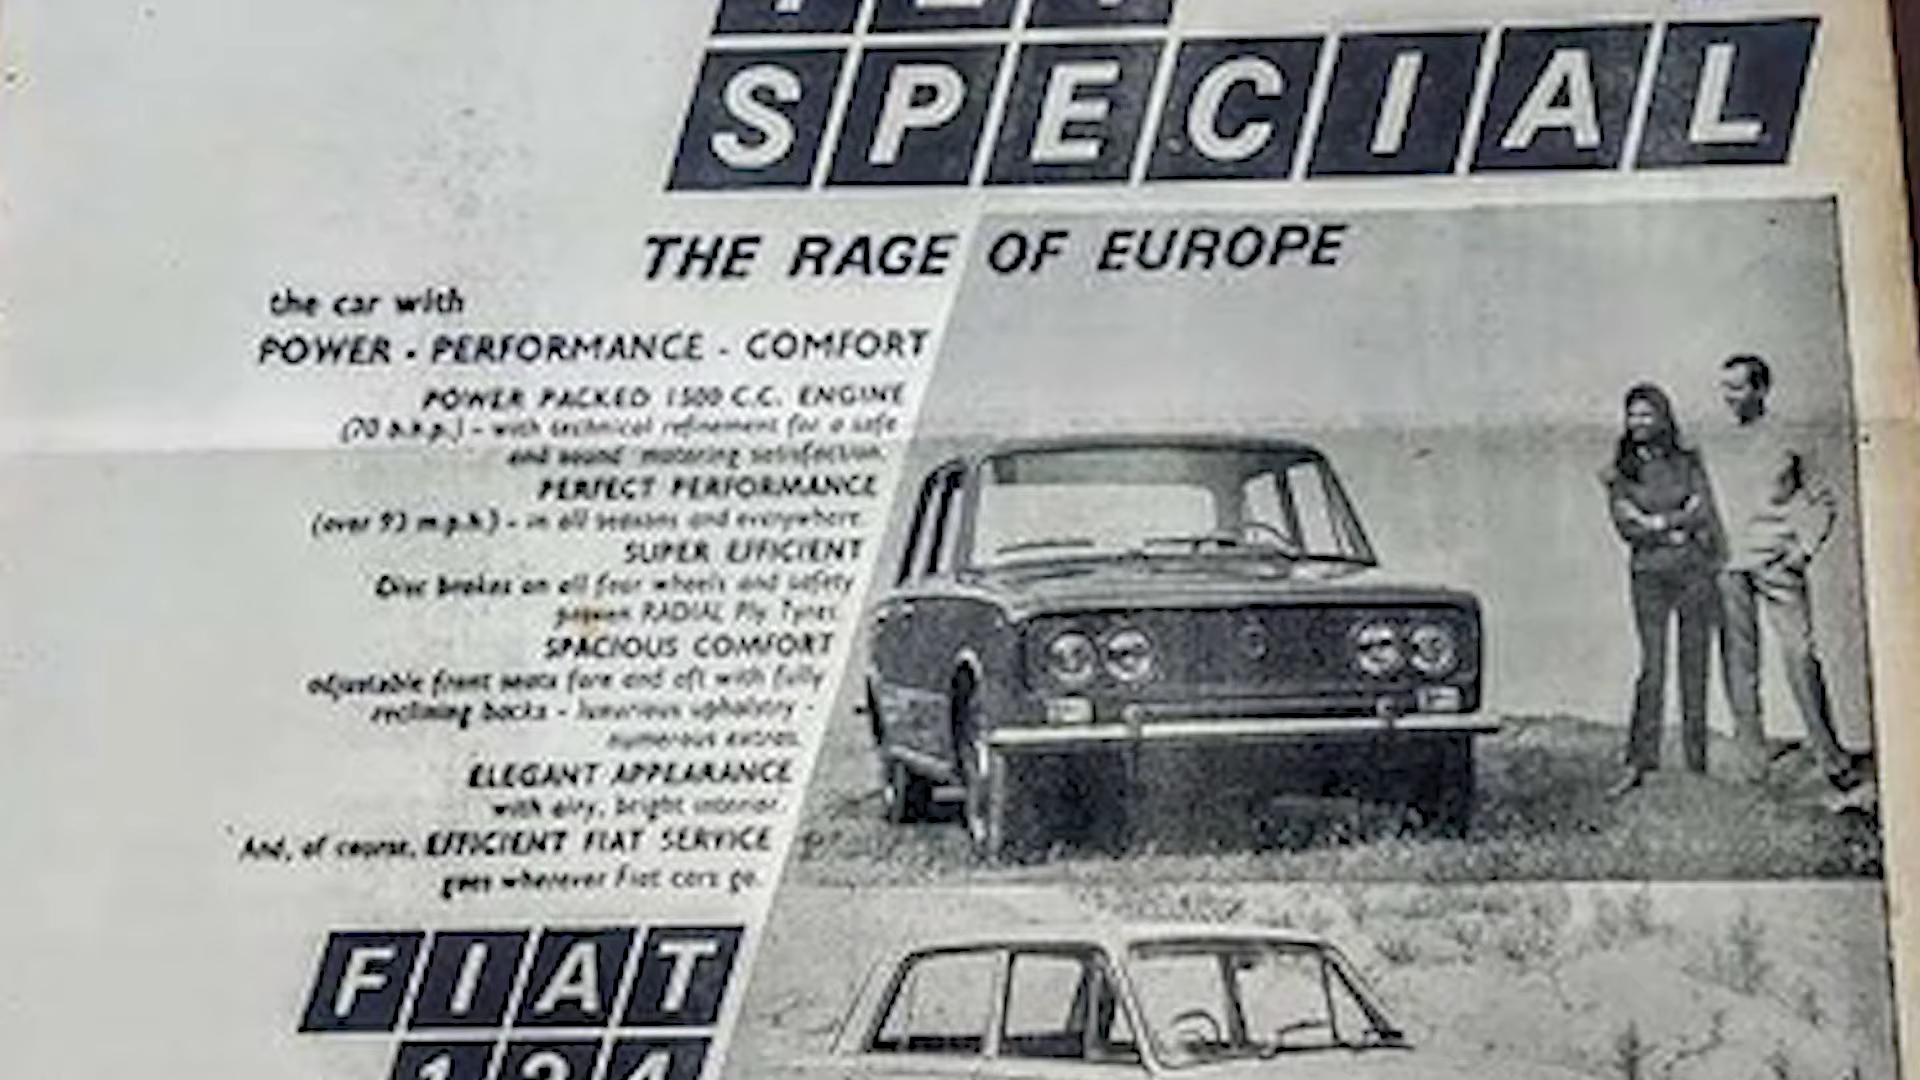 124
SPECIAL
THE RAGE OF EUROPE
the car with
POWER - PERFORMANCE - COMFORT
POWER PACKED 1500 C.C. ENGINE
(70 b.h.p.) - with technical refinement for a safe
and sound motoring satisfaction.
PERFECT PERFORMANCE
(over 93 m.p.h.) - in all seasons and everywhere.
SUPER EFFICIENT
Disc brakes on all four wheels and safety
RADIAL Ply Tyres.
SPACIOUS COMFORT
adjustable front seats fore and aft with fully
reclining backs - luxurious upholstry -
numerous extras.
ELEGANT APPEARANCE
with airy, bright interior.
And, of course, EFFICIENT FIAT SERVICE
goes wherever Fiat cars go.
FIAT
124